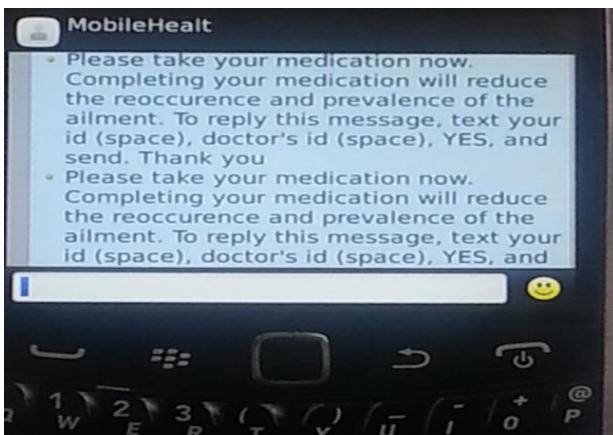 MobileHealt
Please take your medication now.
Completing your medication will reduce
the reoccurence and prevalence of the
ailment. To reply this message, text your
id (space), doctor's id (space), YES, and
send. Thank you
Please take your medication now.
Completing your medication will reduce
the reoccurence and prevalence of the
ailment. To reply this message, text your
id (space), doctor's id (space), YES, and
1 2 3 ( ) _ - + @
W E R T Y U I O P